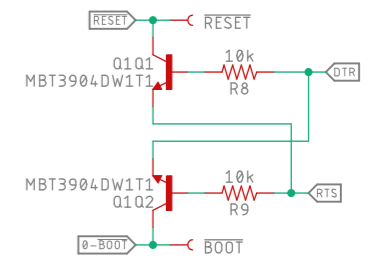 RESET RESET
Q1Q1 10k
MBT3904DW1T1 DTR
R8
MBT3904DW1T1 10k
Q1Q2 RTS
R9
0-BOOT BOOT